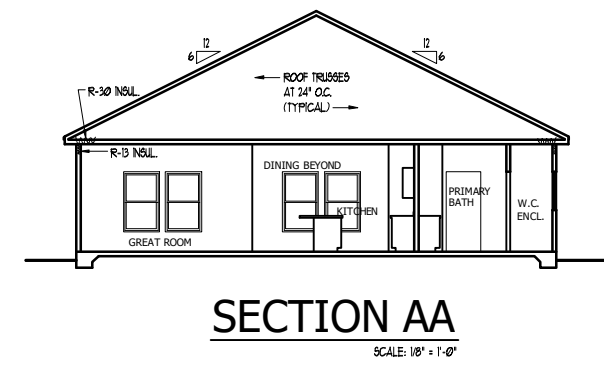 12
6
12
6
ROOF TRUSSES
AT 24" O.C.
(TYPICAL)
R-30 INSUL.
R-13 INSUL.
DINING BEYOND
KITCHEN
PRIMARY
BATH
W.C.
ENCL.
GREAT ROOM
SECTION AA
SCALE: 1/8" = 1'-0"